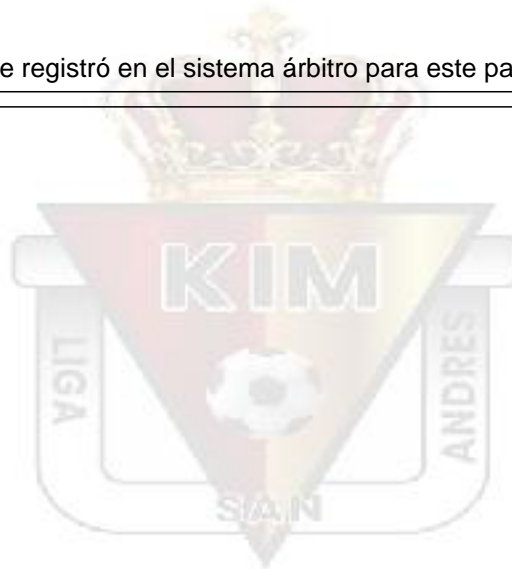 e registró en el sistema árbitro para este pa
KIM
LIGA
ANDRES
SAN